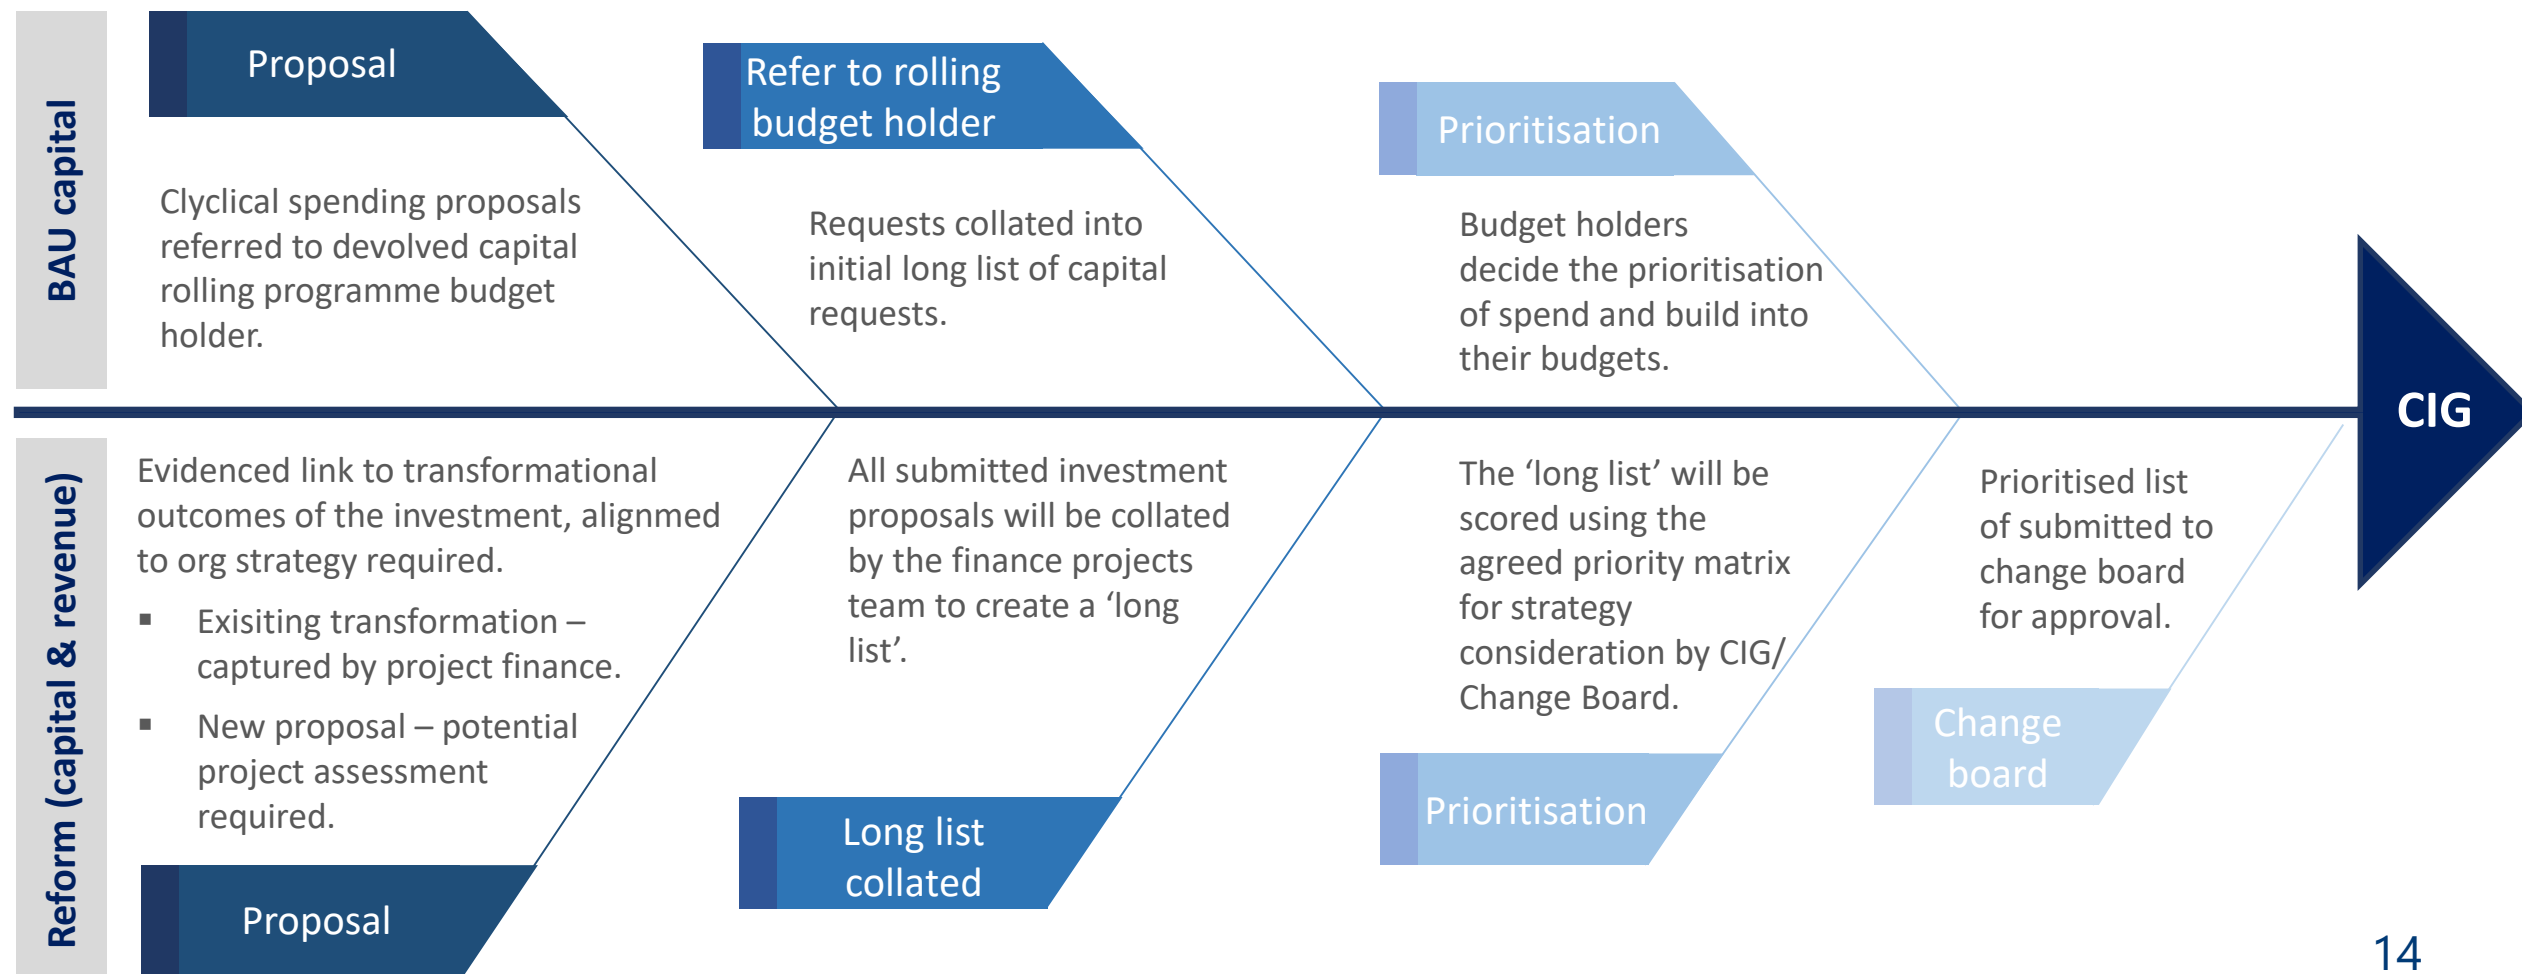 BAU capital
Proposal
Clyclical spending proposals
referred to devolved capital
rolling programme budget
holder.
Refer to rolling
budget holder
Requests collated into
initial long list of capital
requests.
Prioritisation
Budget holders
decide the prioritisation
of spend and build into
their budgets.
CIG
Reform (capital & revenue)
Evidenced link to transformational
outcomes of the investment, alignmed
to org strategy required.
▪ Exisiting transformation –
captured by project finance.
▪ New proposal – potential
project assessment
required.
Proposal
All submitted investment
proposals will be collated
by the finance projects
team to create a ‘long
list’.
Long list
collated
The ‘long list’ will be
scored using the
agreed priority matrix
for strategy
consideration by CIG/
Change Board.
Prioritisation
Prioritised list
of submitted to
change board
for approval.
Change
board
14